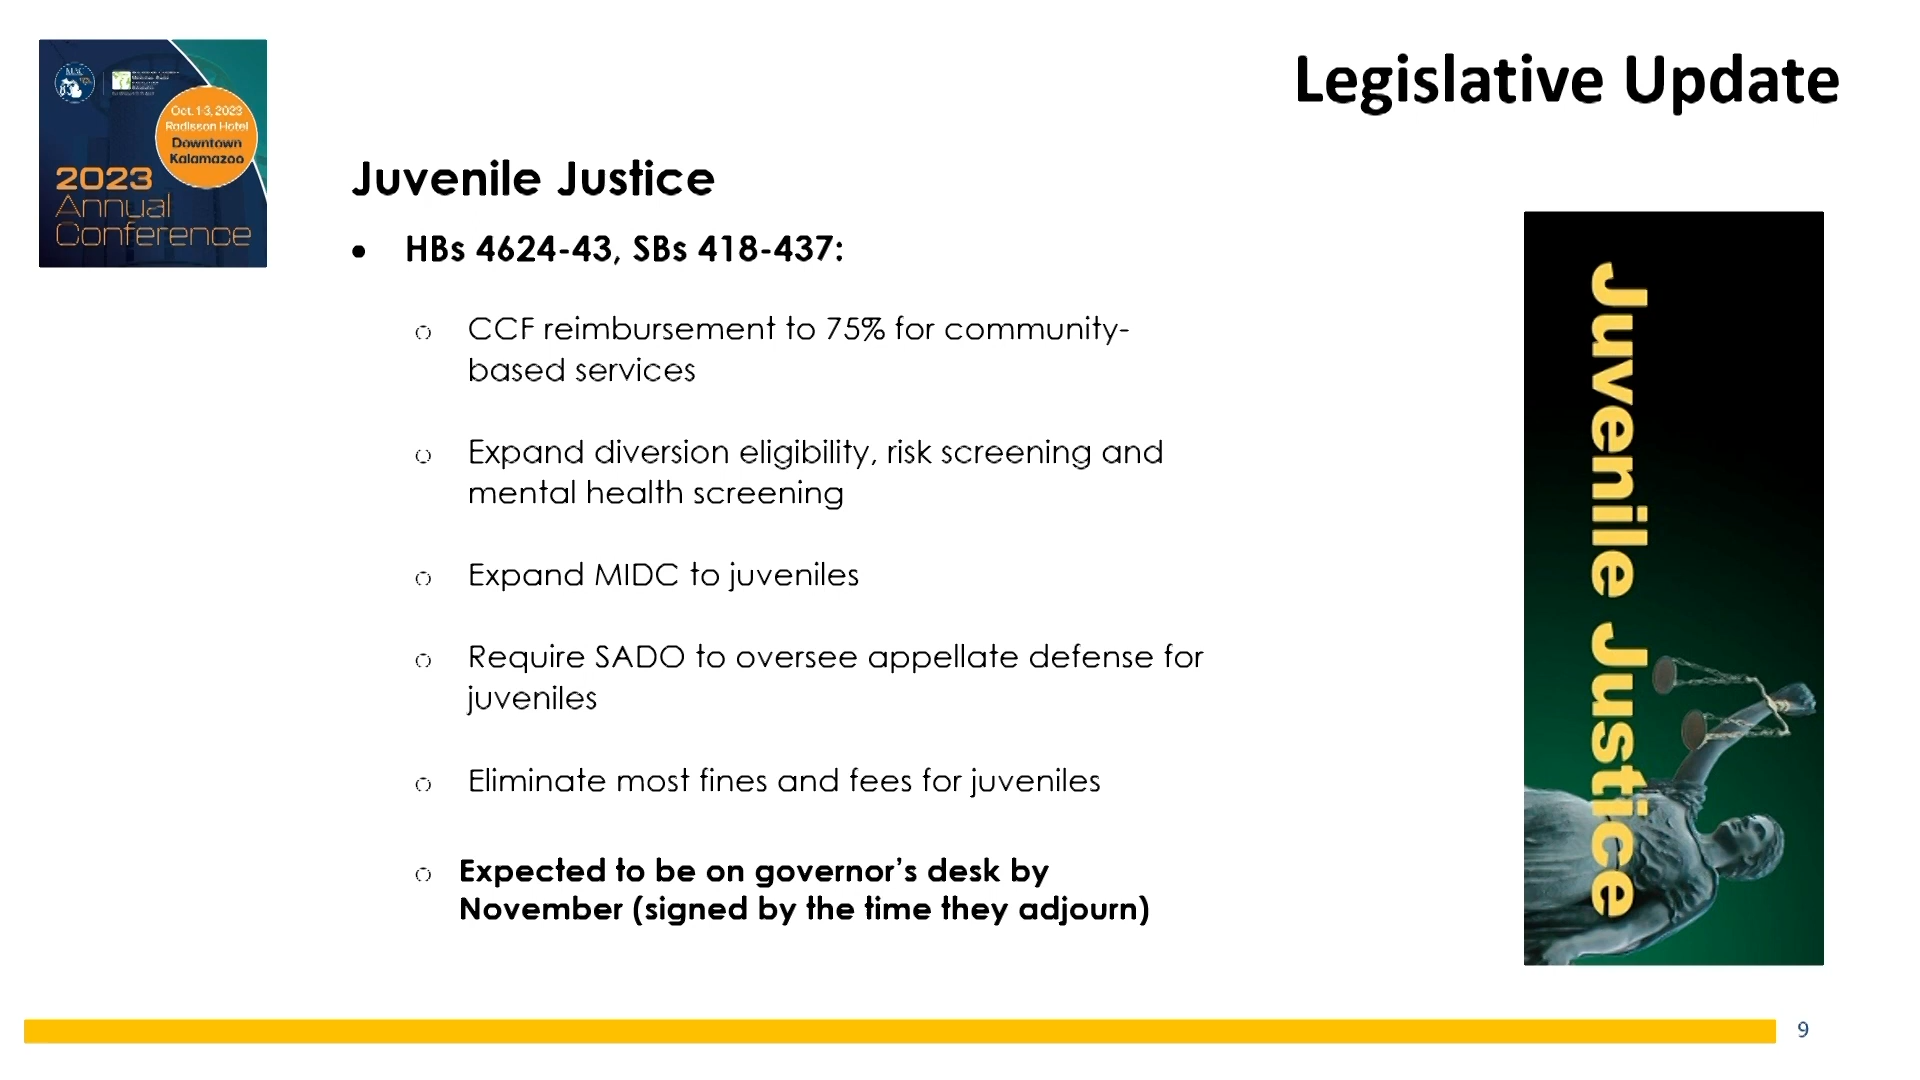 Legislative Update
Oct. 1-3, 2023
Radisson Hotel
Downtown
Kalamazoo
2023
Annual
Conference
Juvenile Justice
• HBs 4624-43, SBs 418-437:
o CCF reimbursement to 75% for community-
based services
o Expand diversion eligibility, risk screening and
mental health screening
o Expand MIDC to juveniles
o Require SADO to oversee appellate defense for
juveniles
o Eliminate most fines and fees for juveniles
o Expected to be on governor’s desk by
November (signed by the time they adjourn)
Juvenile Justice
9